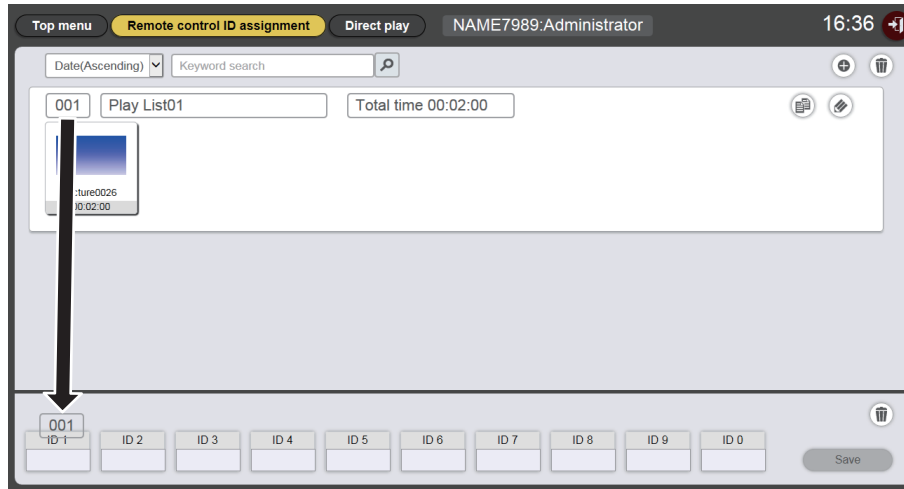 Top menu Remote control ID assignment Direct play NAME7989:Administrator 16:36
Date(Ascending) Keyword search
001 Play List01 Total time 00:02:00
:ture0026
00:02:00
001
ID 1 ID 2 ID 3 ID 4 ID 5 ID 6 ID 7 ID 8 ID 9 ID 0
Save